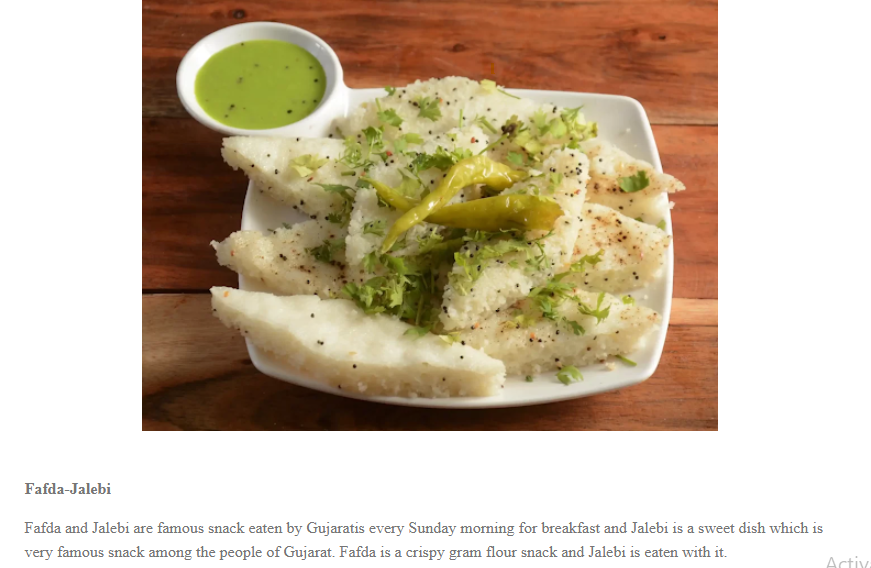 Fafda-Jalebi
Fafda and Jalebi are famous snack eaten by Gujaratis every Sunday morning for breakfast and Jalebi is a sweet dish which is
very famous snack among the people of Gujarat. Fafda is a crispy gram flour snack and Jalebi is eaten with it.